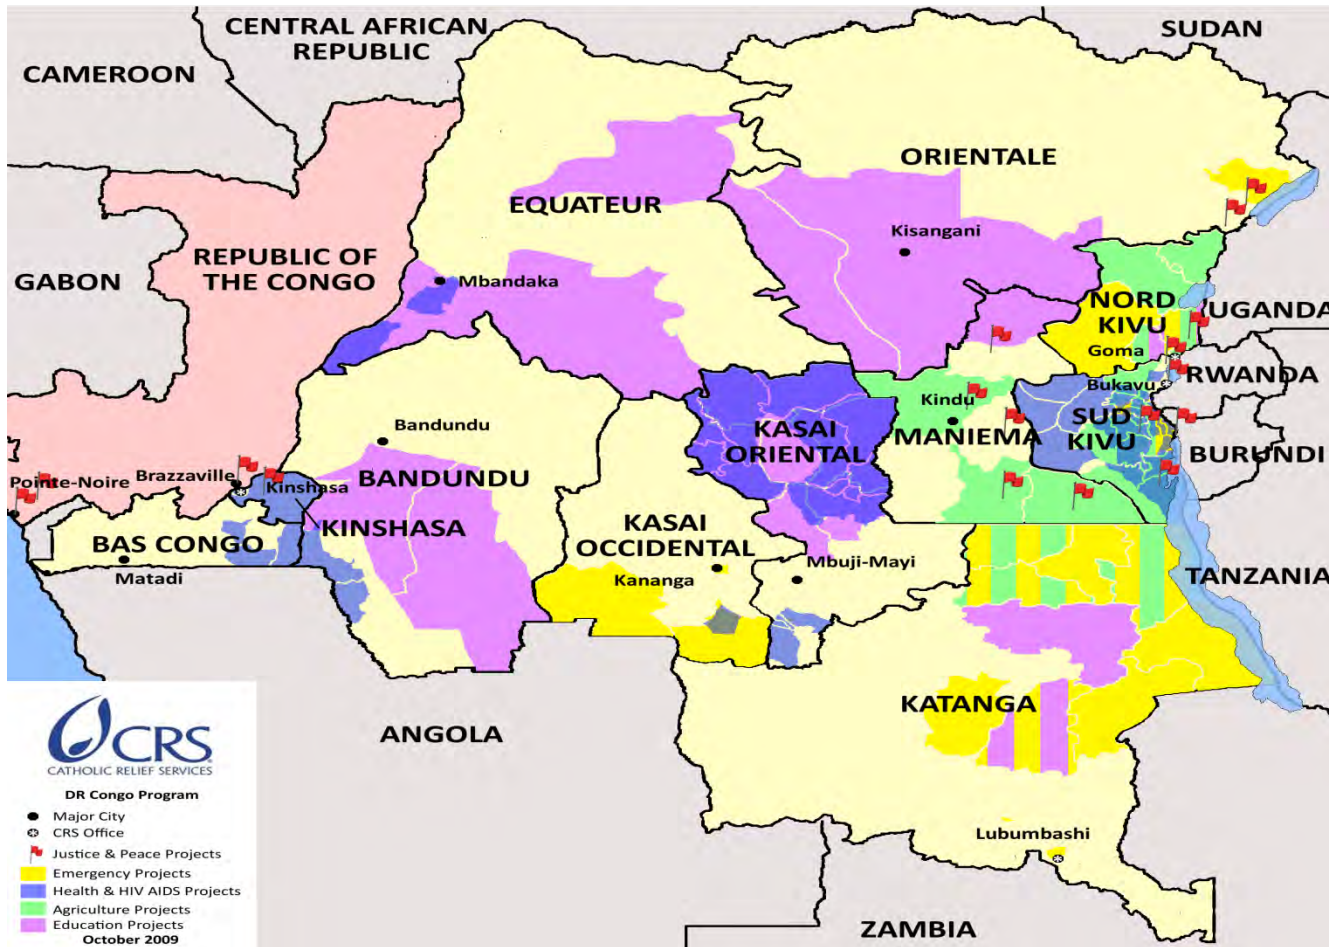 CENTRAL AFRICAN
REPUBLIC
SUDAN
CAMEROON
ORIENTALE
EQUATEUR
Kisangani
REPUBLIC OF
THE CONGO
GABON
Mbandaka
NORD
KIVU
UGANDA
Goma
RWANDA
Bukavu
Kindu
SUD
KIVU
MANIEMA
BURUNDI
KASAI
ORIENTAL
Bandundu
BANDUNDU
Pointe-Noire
Brazzaville
Kinshasa
KINSHASA
KASAI
OCCIDENTAL
BAS CONGO
Matadi
Kananga
Mbuji-Mayi
TANZANIA
KATANGA
ANGOLA
Lubumbashi
ZAMBIA
CRS
CATHOLIC RELIEF SERVICES
DR Congo Program
Major City
CRS Office
Justice & Peace Projects
Emergency Projects
Health & HIV AIDS Projects
Agriculture Projects
Education Projects
October 2009